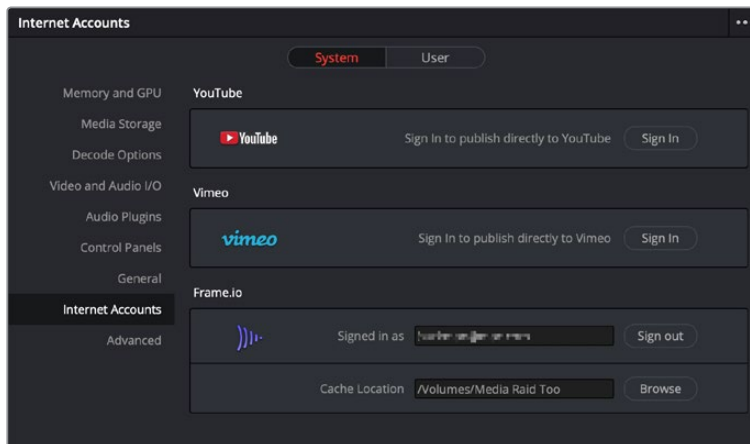 Internet Accounts
System User
Memory and GPU
Media Storage
Decode Options
Video and Audio I/O
Audio Plugins
Control Panels
General
Internet Accounts
Advanced
YouTube
YouTube Sign In to publish directly to YouTube Sign In
Vimeo
vimeo Sign In to publish directly to Vimeo Sign In
Frame.io
Signed in as Sign out
Cache Location /Volumes/Media Raid Too Browse